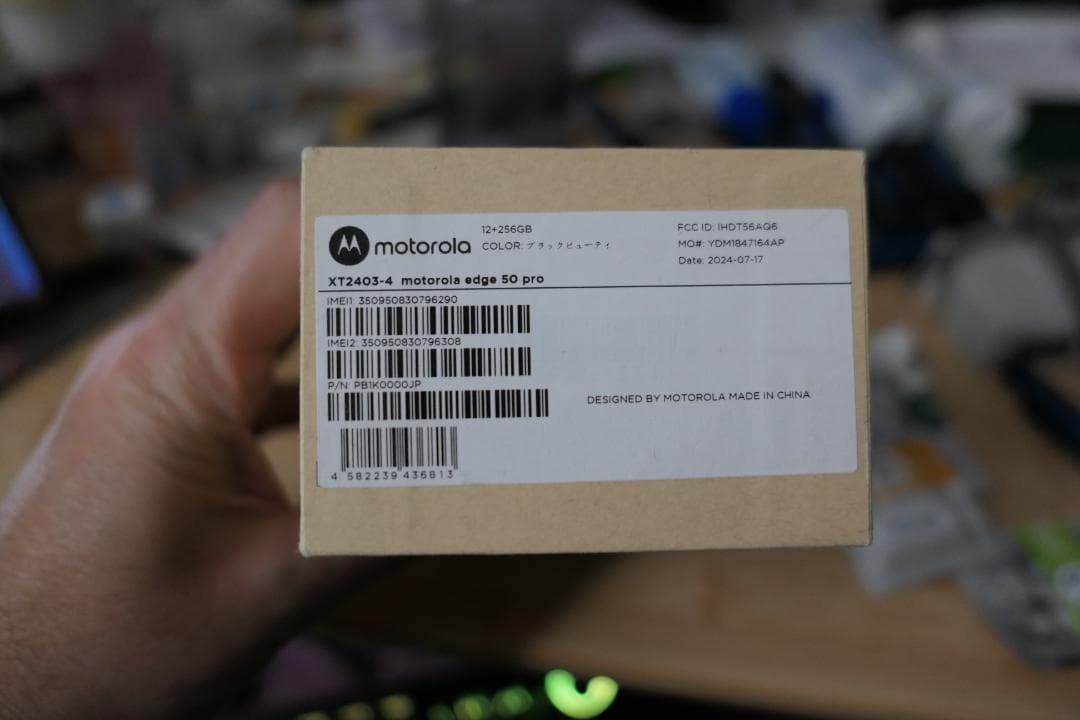 motorola
12+256GB
COLOR: ブラックビューティ
FCC ID: IHDT56AQ6
MO#: YDM1847164AP
Date: 2024-07-17
XT2403-4 motorola edge 50 pro
IMEI1: 350950830796290
IMEI2: 350950830796308
P/N: PB1K0000JP
DESIGNED BY MOTOROLA MADE IN CHINA
4 582239 436813